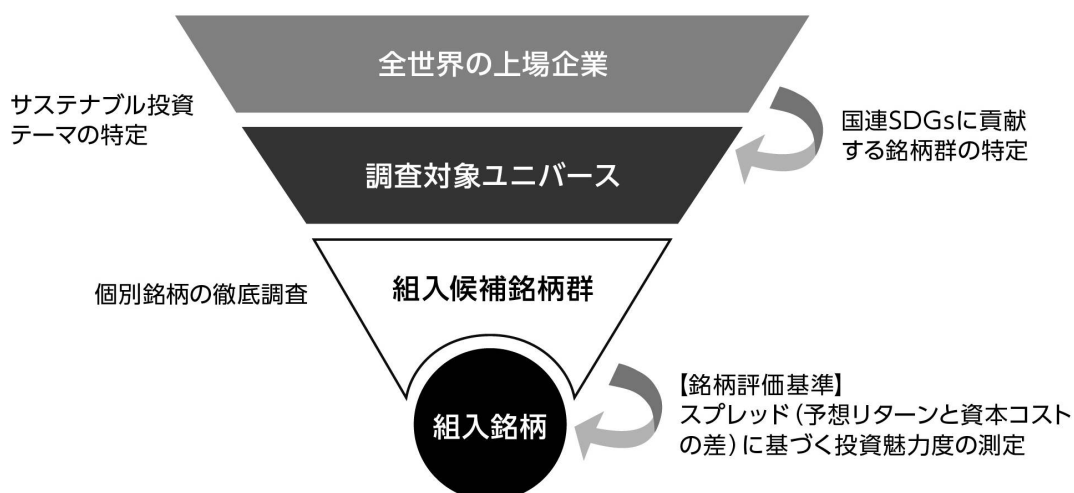 全世界の上場企業
サステナブル投資
テーマの特定
国連SDGsに貢献
する銘柄群の特定
調査対象ユニバース
組入候補銘柄群
個別銘柄の徹底調査
【銘柄評価基準】
スプレッド(予想リターンと資本コスト
の差)に基づく投資魅力度の測定
組入銘柄